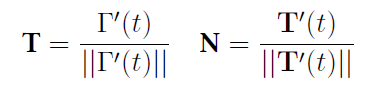 T = Γ′(t) / ||Γ′(t)|| N = T′(t) / ||T′(t)||